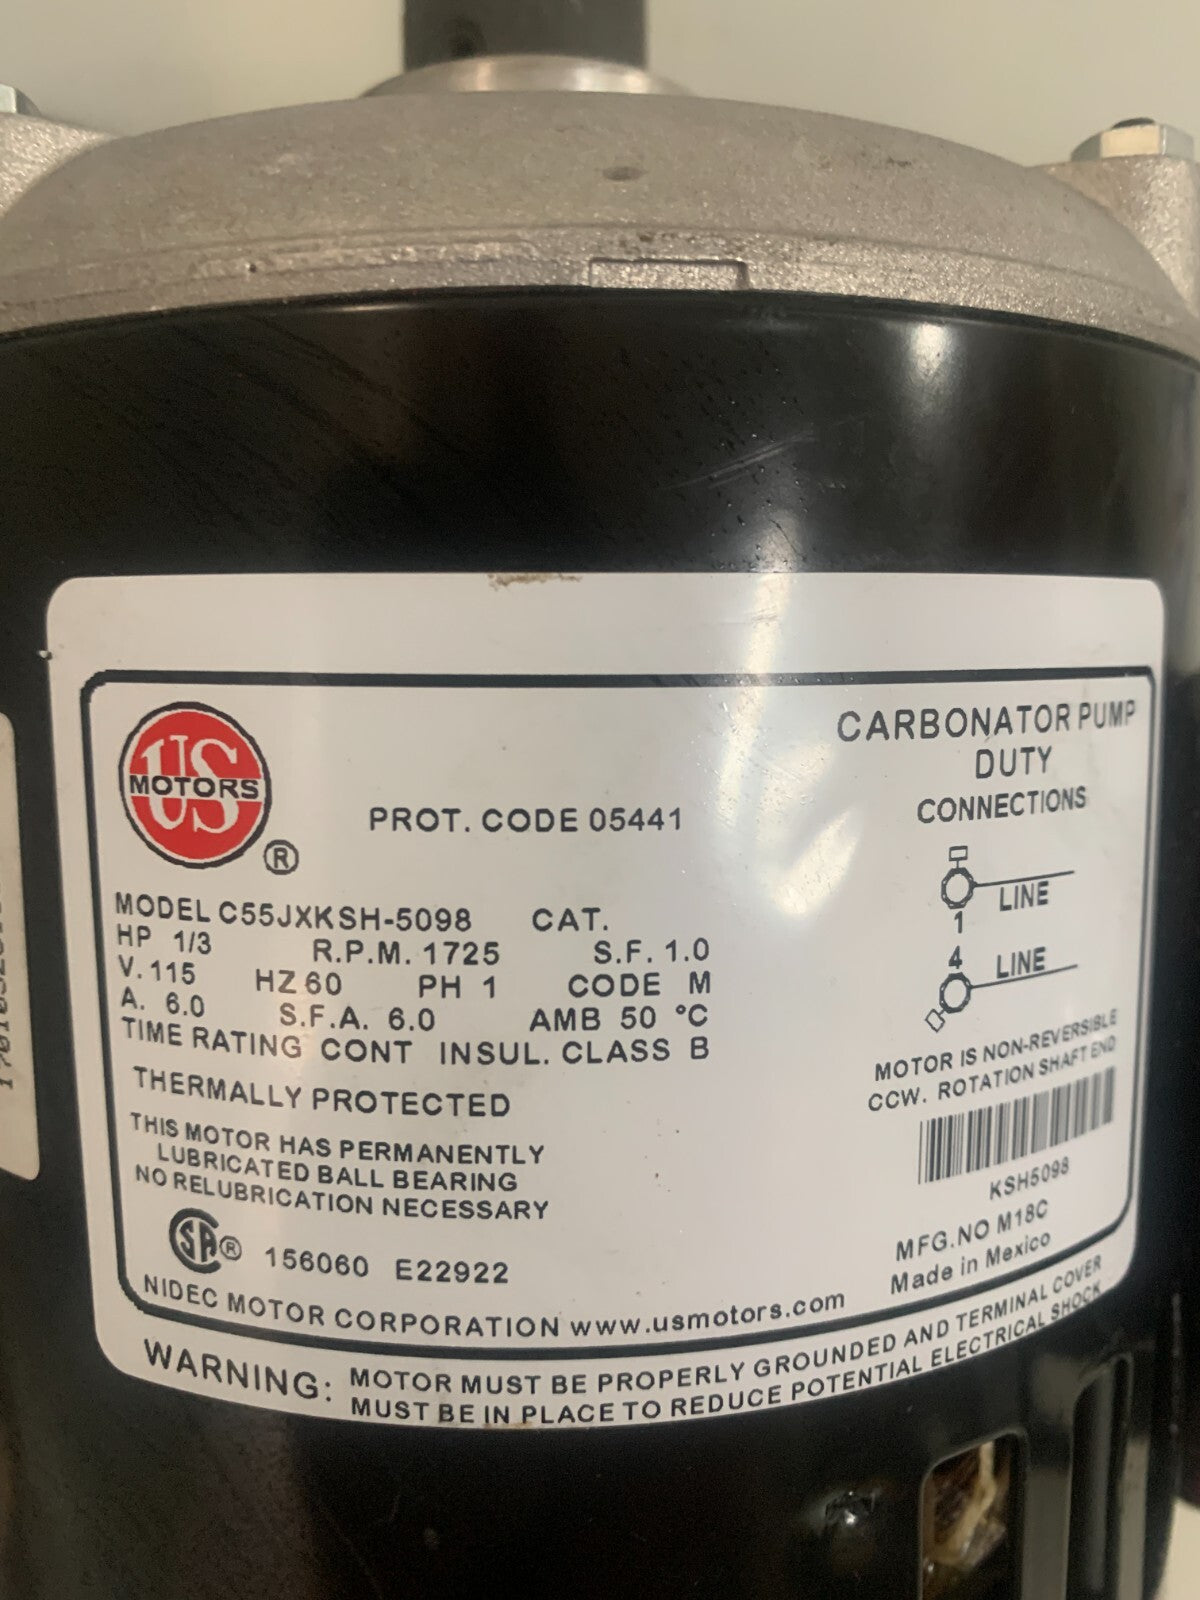 US
MOTORS
®
PROT. CODE 05441
MODEL C55JXKSH-5098 CAT.
HP 1/3 R.P.M. 1725 S.F. 1.0
V. 115 HZ 60 PH 1 CODE M
A. 6.0 S.F.A. 6.0 AMB 50 °C
TIME RATING CONT INSUL. CLASS B
THERMALLY PROTECTED
THIS MOTOR HAS PERMANENTLY
LUBRICATED BALL BEARING
NO RELUBRICATION NECESSARY
SA® 156060 E22922
NIDEC MOTOR CORPORATION www.usmotors.com
CARBONATOR PUMP
DUTY
CONNECTIONS
LINE
1
4
LINE
MOTOR IS NON-REVERSIBLE
CCW. ROTATION SHAFT END
KSH5098
MFG.NO M18C
Made in Mexico
WARNING: MOTOR MUST BE PROPERLY GROUNDED AND TERMINAL COVER
MUST BE IN PLACE TO REDUCE POTENTIAL ELECTRICAL SHOCK